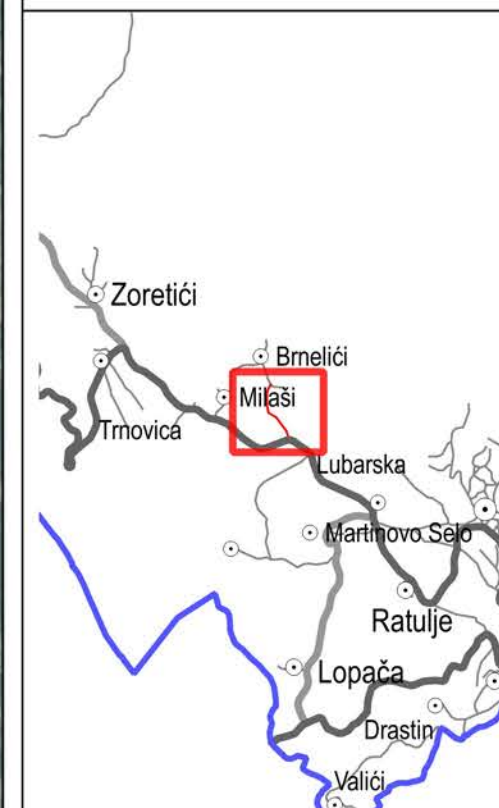 Zoretići
Brnelići
Milaši
Trnovica
Lubarska
Martinovo Selo
Ratulje
Lopača
Drastin
Valići